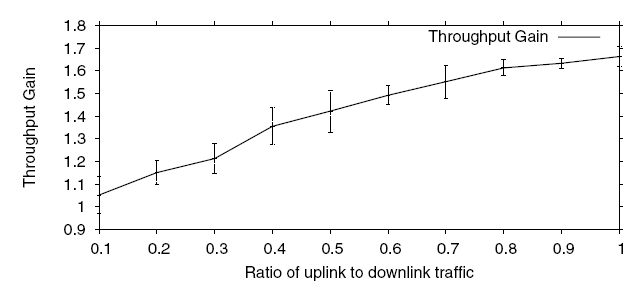 1.8
1.7
1.6
1.5
1.4
1.3
1.2
1.1
1
0.9
Throughput Gain
Throughput Gain
0.1 0.2 0.3 0.4 0.5 0.6 0.7 0.8 0.9 1
Ratio of uplink to downlink traffic